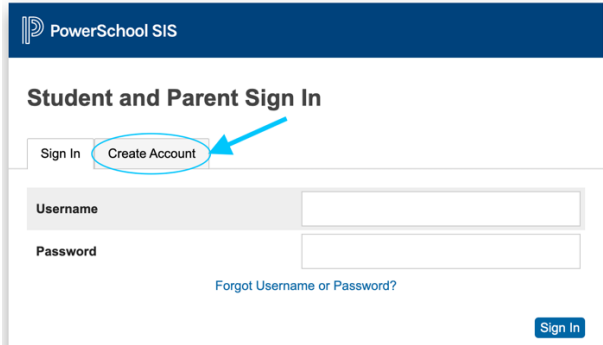 PowerSchool SIS
Student and Parent Sign In
Sign In Create Account
Username
Password
Forgot Username or Password?
Sign In